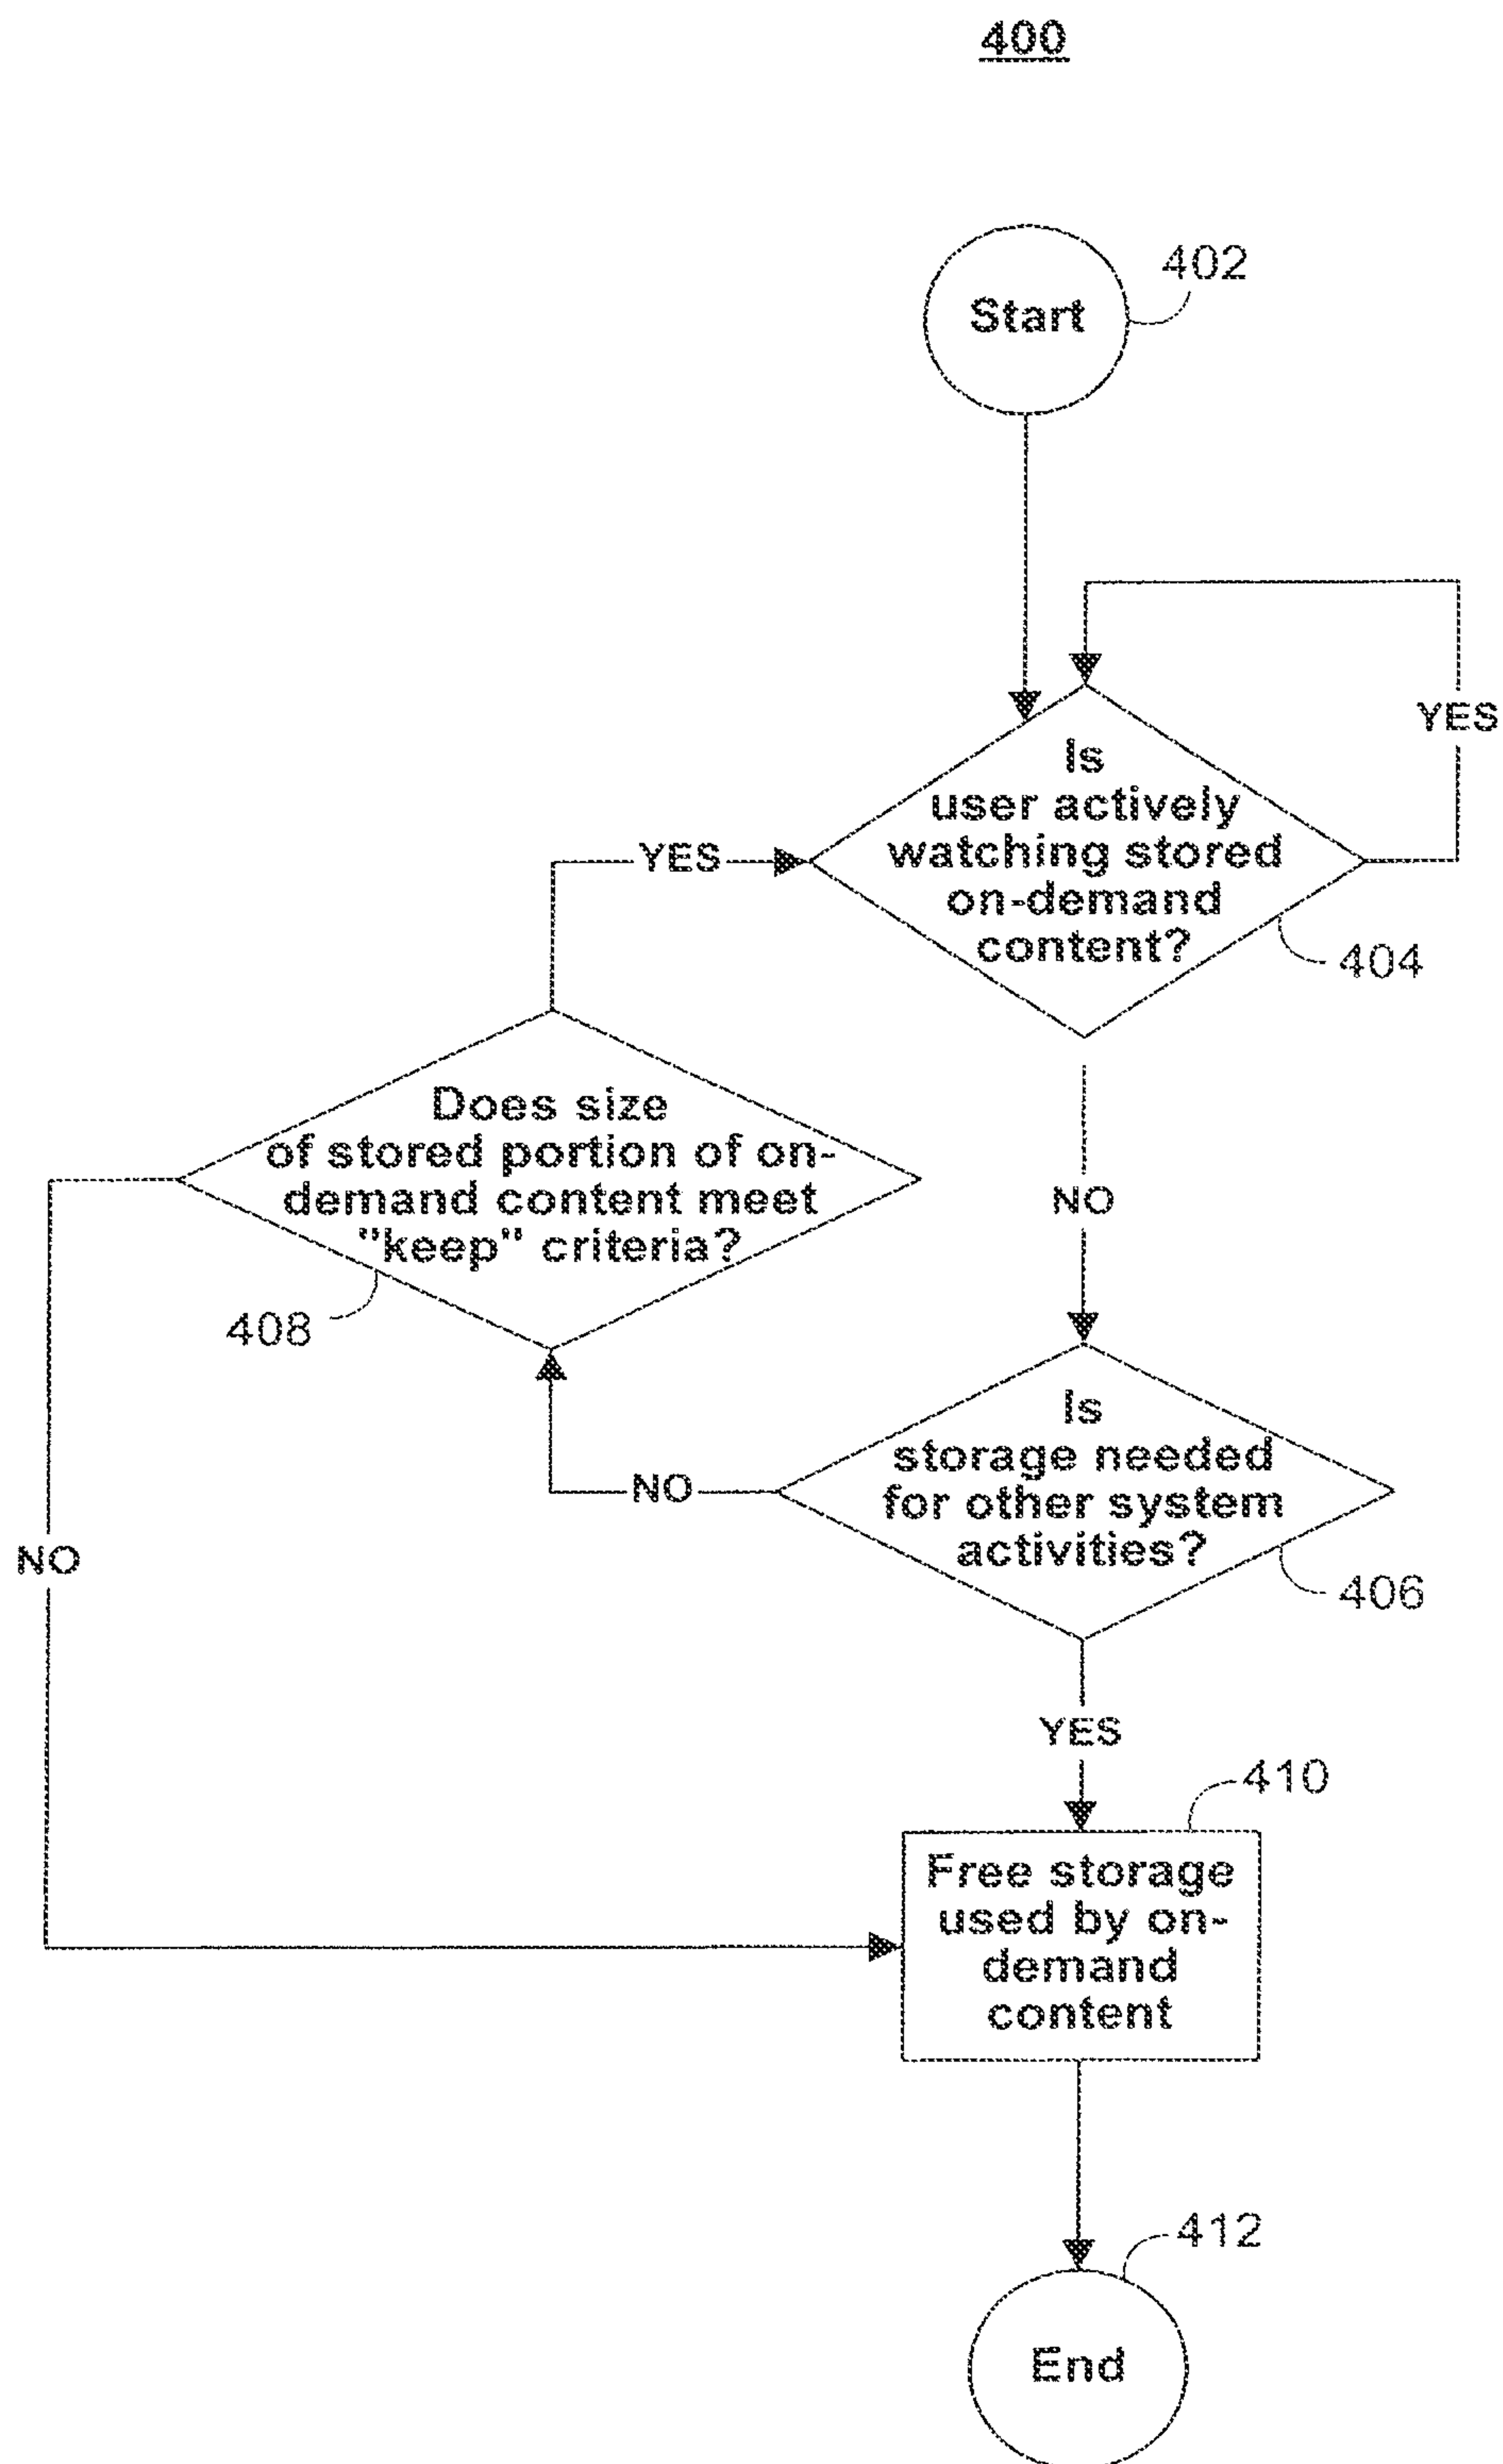 400
Start
402
YES
Is
user actively
watching stored
on-demand
content?
404
YES
Does size
of stored portion of on-
demand content meet
"keep" criteria?
408
NO
Is
storage needed
for other system
activities?
406
NO
NO
YES
410
Free storage
used by on-
demand
content
412
End